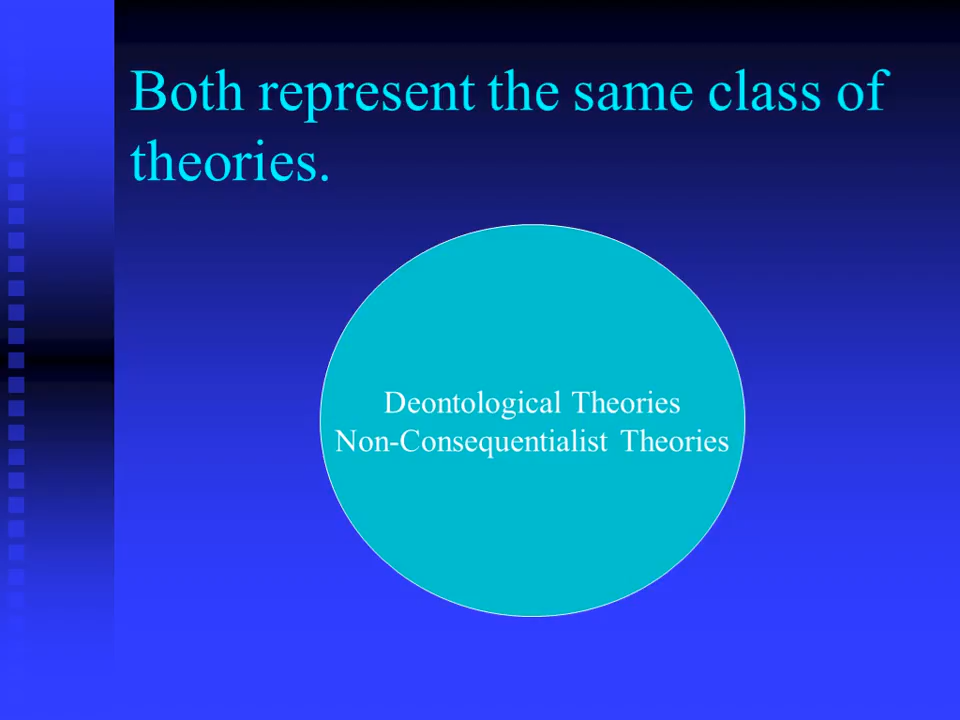 Both represent the same class of
theories.
Deontological Theories
Non-Consequentialist Theories